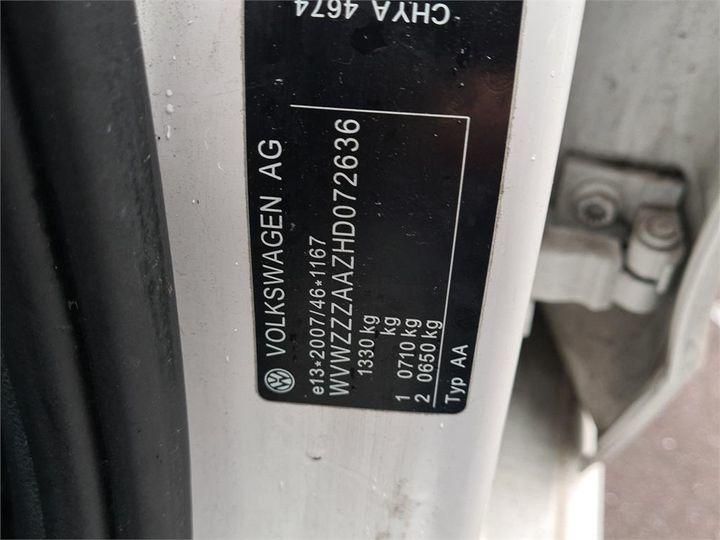 VOLKSWAGEN AG
e13*2007/46*1167
WVWZZZAAZHD072636
1330 kg
kg
1 0710 kg
2 0650 kg
Typ AA
CHYA 4674